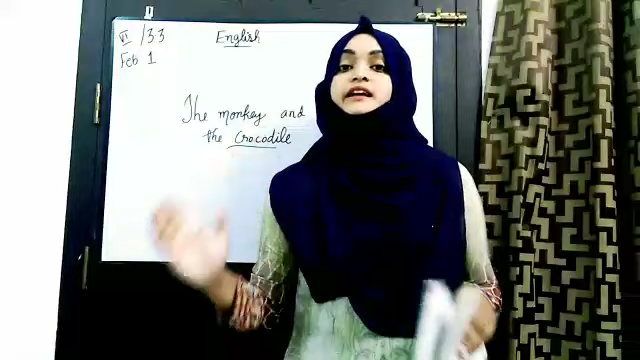 VI /33
English
Feb 1
The monkey and
the Crocodile